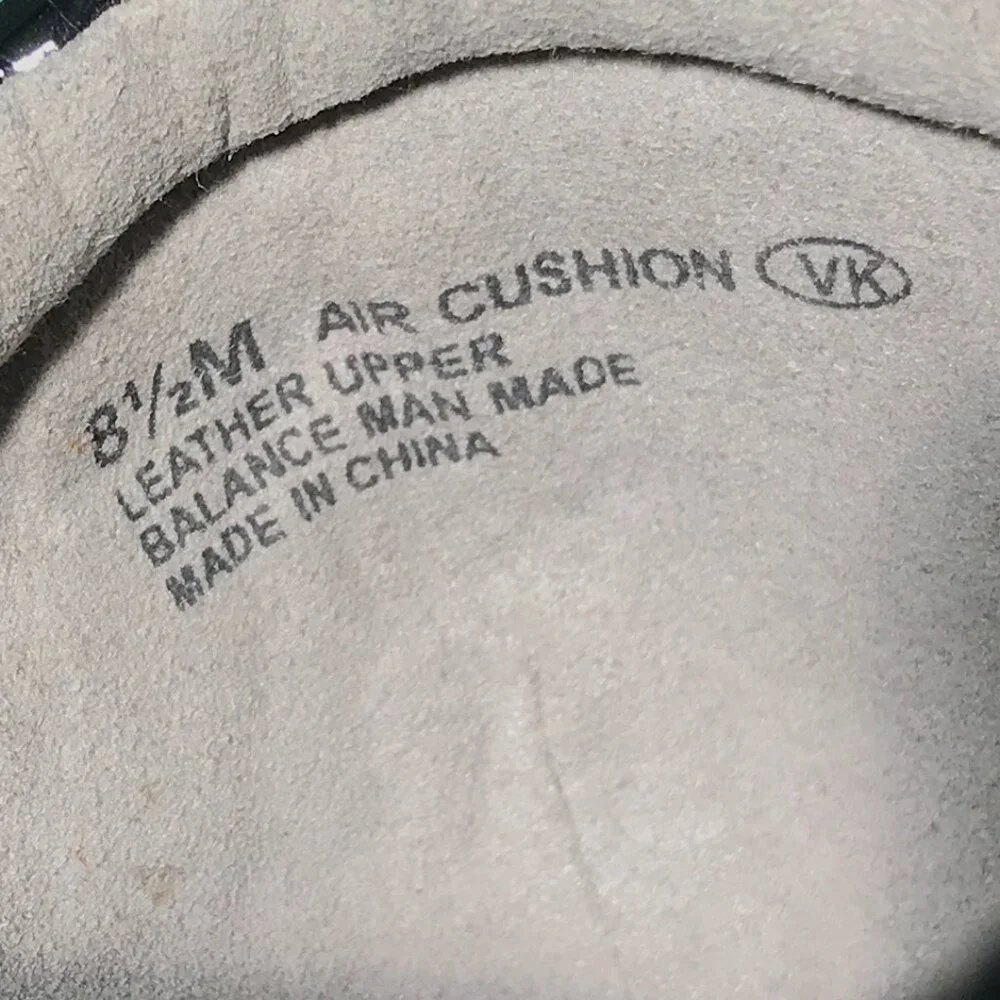 8½M AIR CUSHION VK
LEATHER UPPER
BALANCE MAN MADE
MADE IN CHINA